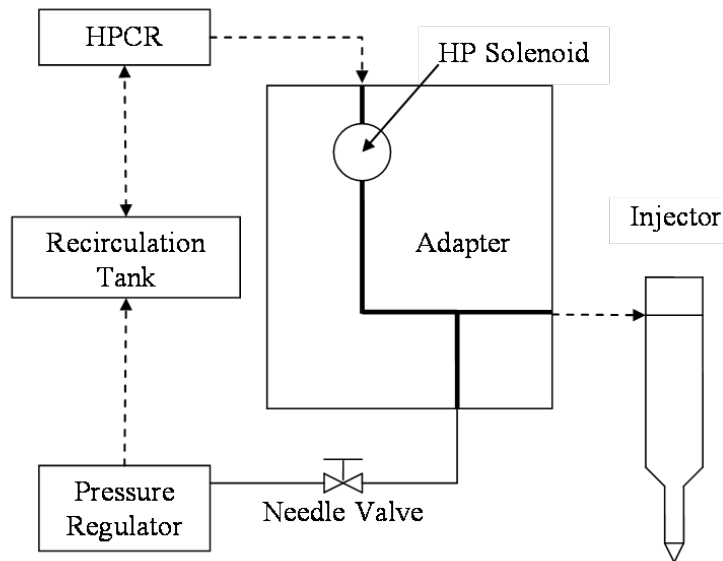 HPCR
HP Solenoid
Injector
Adapter
Recirculation
Tank
Pressure
Regulator
Needle Valve